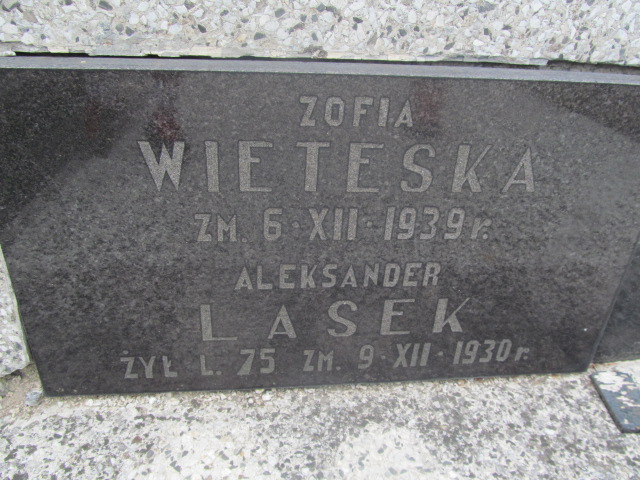 ZOFIA
WIETESKA
ZM. 6·XII·1939 r.
ALEKSANDER
LASEK
ŻYŁ L. 75 ZM. 9·XII·1930 r.